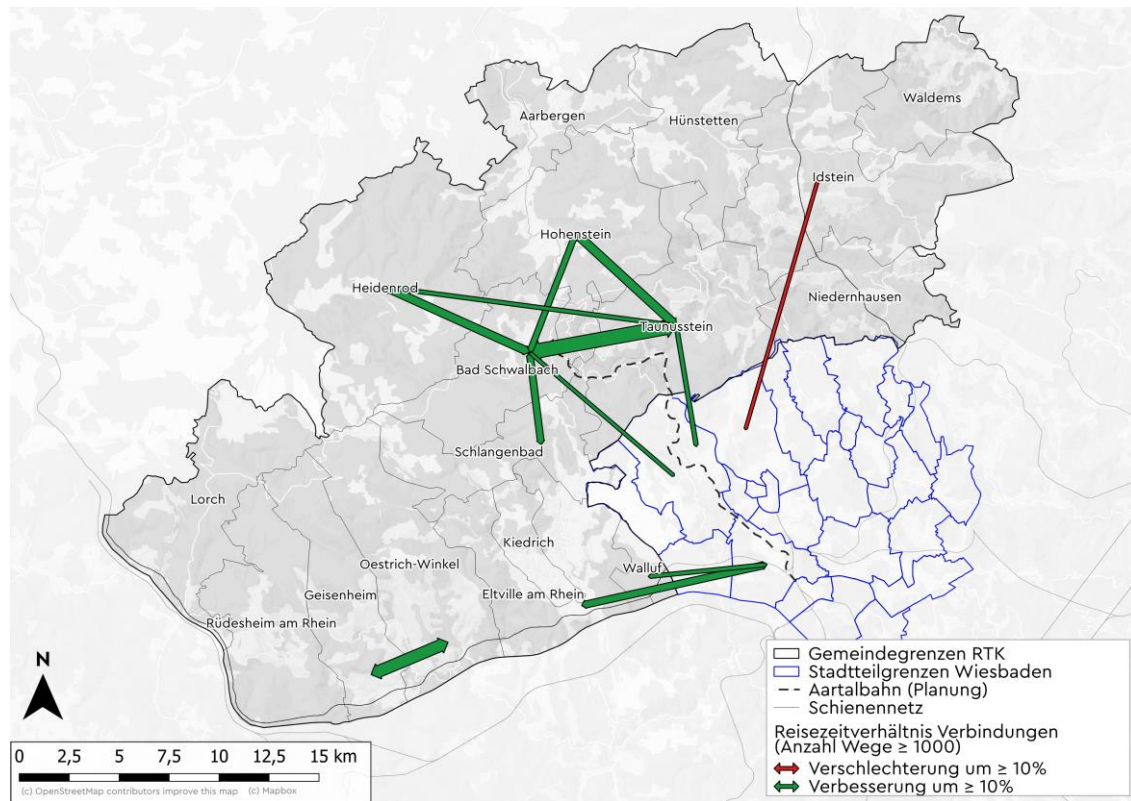 Waldems
Aarbergen
Hünstetten
Idstein
Hohenstein
Heidenrod
Niedernhausen
Taunusstein
Bad Schwalbach
Schlangenbad
Lorch
Kiedrich
Oestrich-Winkel
Walluf
Geisenheim
Eltville am Rhein
Rüdesheim am Rhein
N
0 2,5 5 7,5 10 12,5 15 km
(c) OpenStreetMap contributors improve this map (c) Mapbox
Gemeindegrenzen RTK
Stadtteilgrenzen Wiesbaden
Aartalbahn (Planung)
Schienennetz
Reisezeitverhältnis Verbindungen
(Anzahl Wege ≥ 1000)
Verschlechterung um ≥ 10%
Verbesserung um ≥ 10%